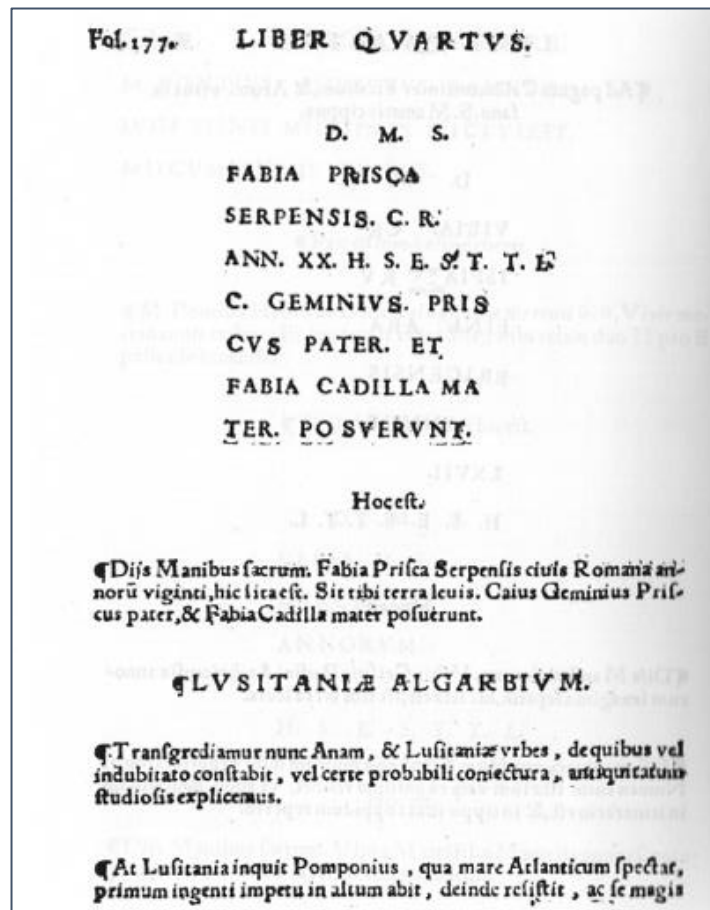 Fol. 177. LIBER QVARTVS.
D. M. S.
FABIA PRISCA
SERPENSIS. C. R.
ANN. XX. H. S. E. S. T. T. L.
C. GEMINIVS. PRIS
CVS PATER. ET
FABIA CADILLA MA
TER. POSVERVNT.
Hoc eſt.
¶Dijs Manibus ſacrum. Fabia Priſca Serpenſis ciuis Romana an-
norū viginti, hic ſita eſt. Sit tibi terra leuis. Caius Geminius Priſ-
cus pater, & Fabia Cadilla mater poſuerunt.
¶LVSITANIÆ ALGARBIVM.
¶Tranſgrediamur nunc Anam, & Luſitaniæ vrbes, de quibus vel
indubitato conſtabit, vel certe probabili coniectura, antiquitatum
ſtudioſis explicemus.
¶At Luſitania inquit Pomponius, qua mare Atlanticum ſpectat,
primum ingenti impetu in altum abit, deinde reſiſtit, ac ſe magis